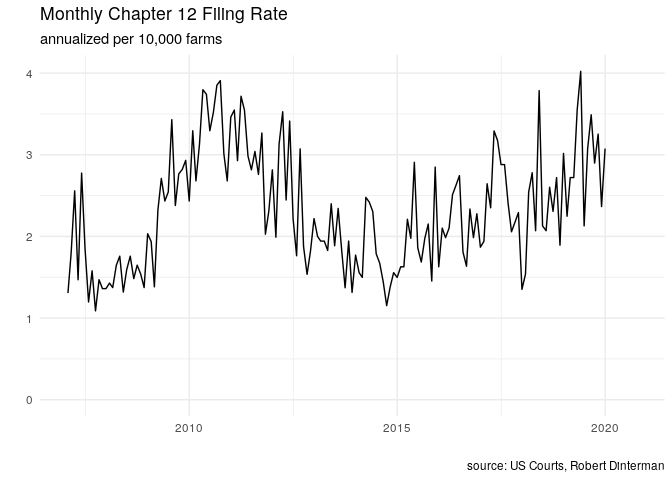 Monthly Chapter 12 Filing Rate
annualized per 10,000 farms
4
3
2
1
0
2010 2015 2020
source: US Courts, Robert Dinterman